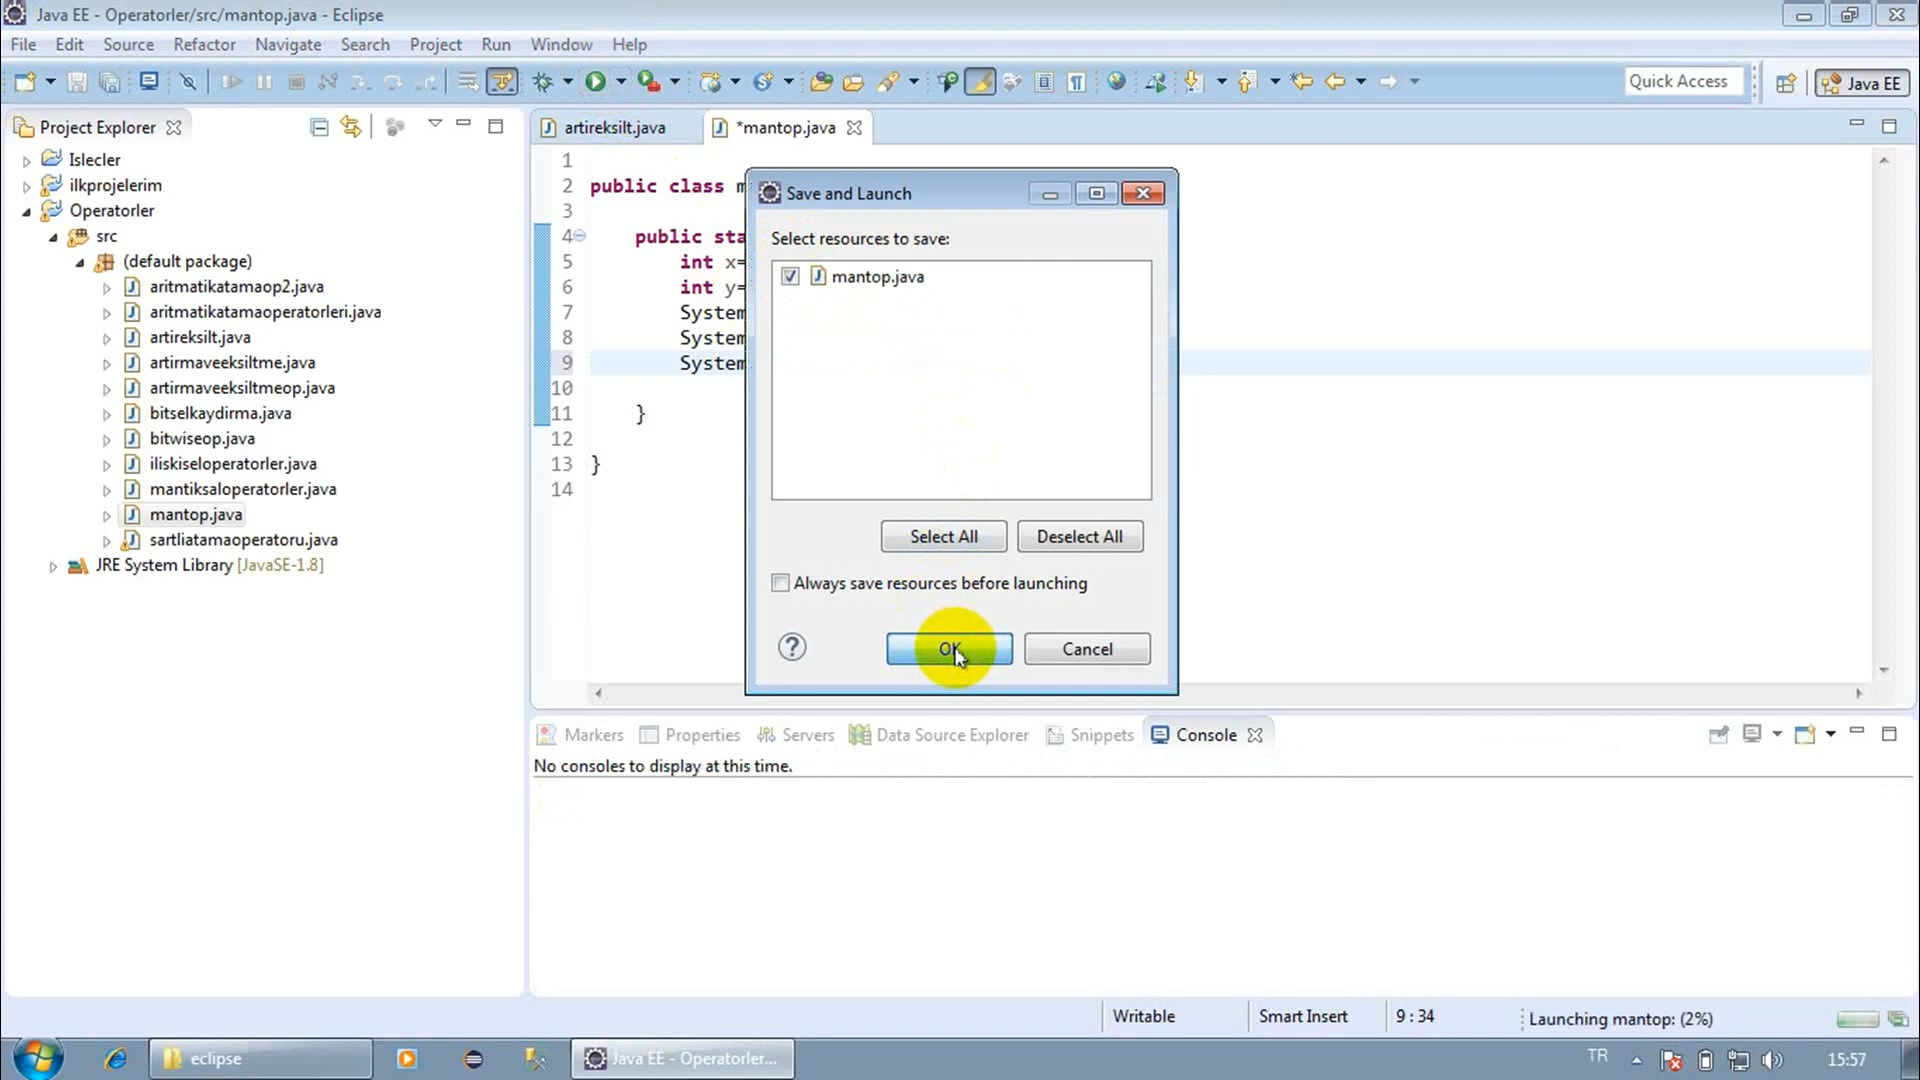 Java EE - Operatorler/src/mantop.java - Eclipse
File Edit Source Refactor Navigate Search Project Run Window Help
Quick Access
Java EE
Project Explorer
artireksilt.java
*mantop.java
Islecler
ilkprojelerim
Operatorler
src
(default package)
aritmatikatamaop2.java
aritmatikatamaoperatorleri.java
artireksilt.java
artirmaveeksiltme.java
artirmaveeksiltmeop.java
bitselkaydirma.java
bitwiseop.java
iliskiseloperatorler.java
mantiksaloperatorler.java
mantop.java
sartliatamaoperatoru.java
JRE System Library [JavaSE-1.8]
1
2 public class m
3
4 public sta
5 int x=
6 int y=
7 System
8 System
9 System
10
11 }
12
13 }
14
Save and Launch
Select resources to save:
mantop.java
Select All
Deselect All
Always save resources before launching
?
OK
Cancel
Markers
Properties
Servers
Data Source Explorer
Snippets
Console
No consoles to display at this time.
Writable
Smart Insert
9 : 34
Launching mantop: (2%)
eclipse
Java EE - Operatorler...
TR
15:57